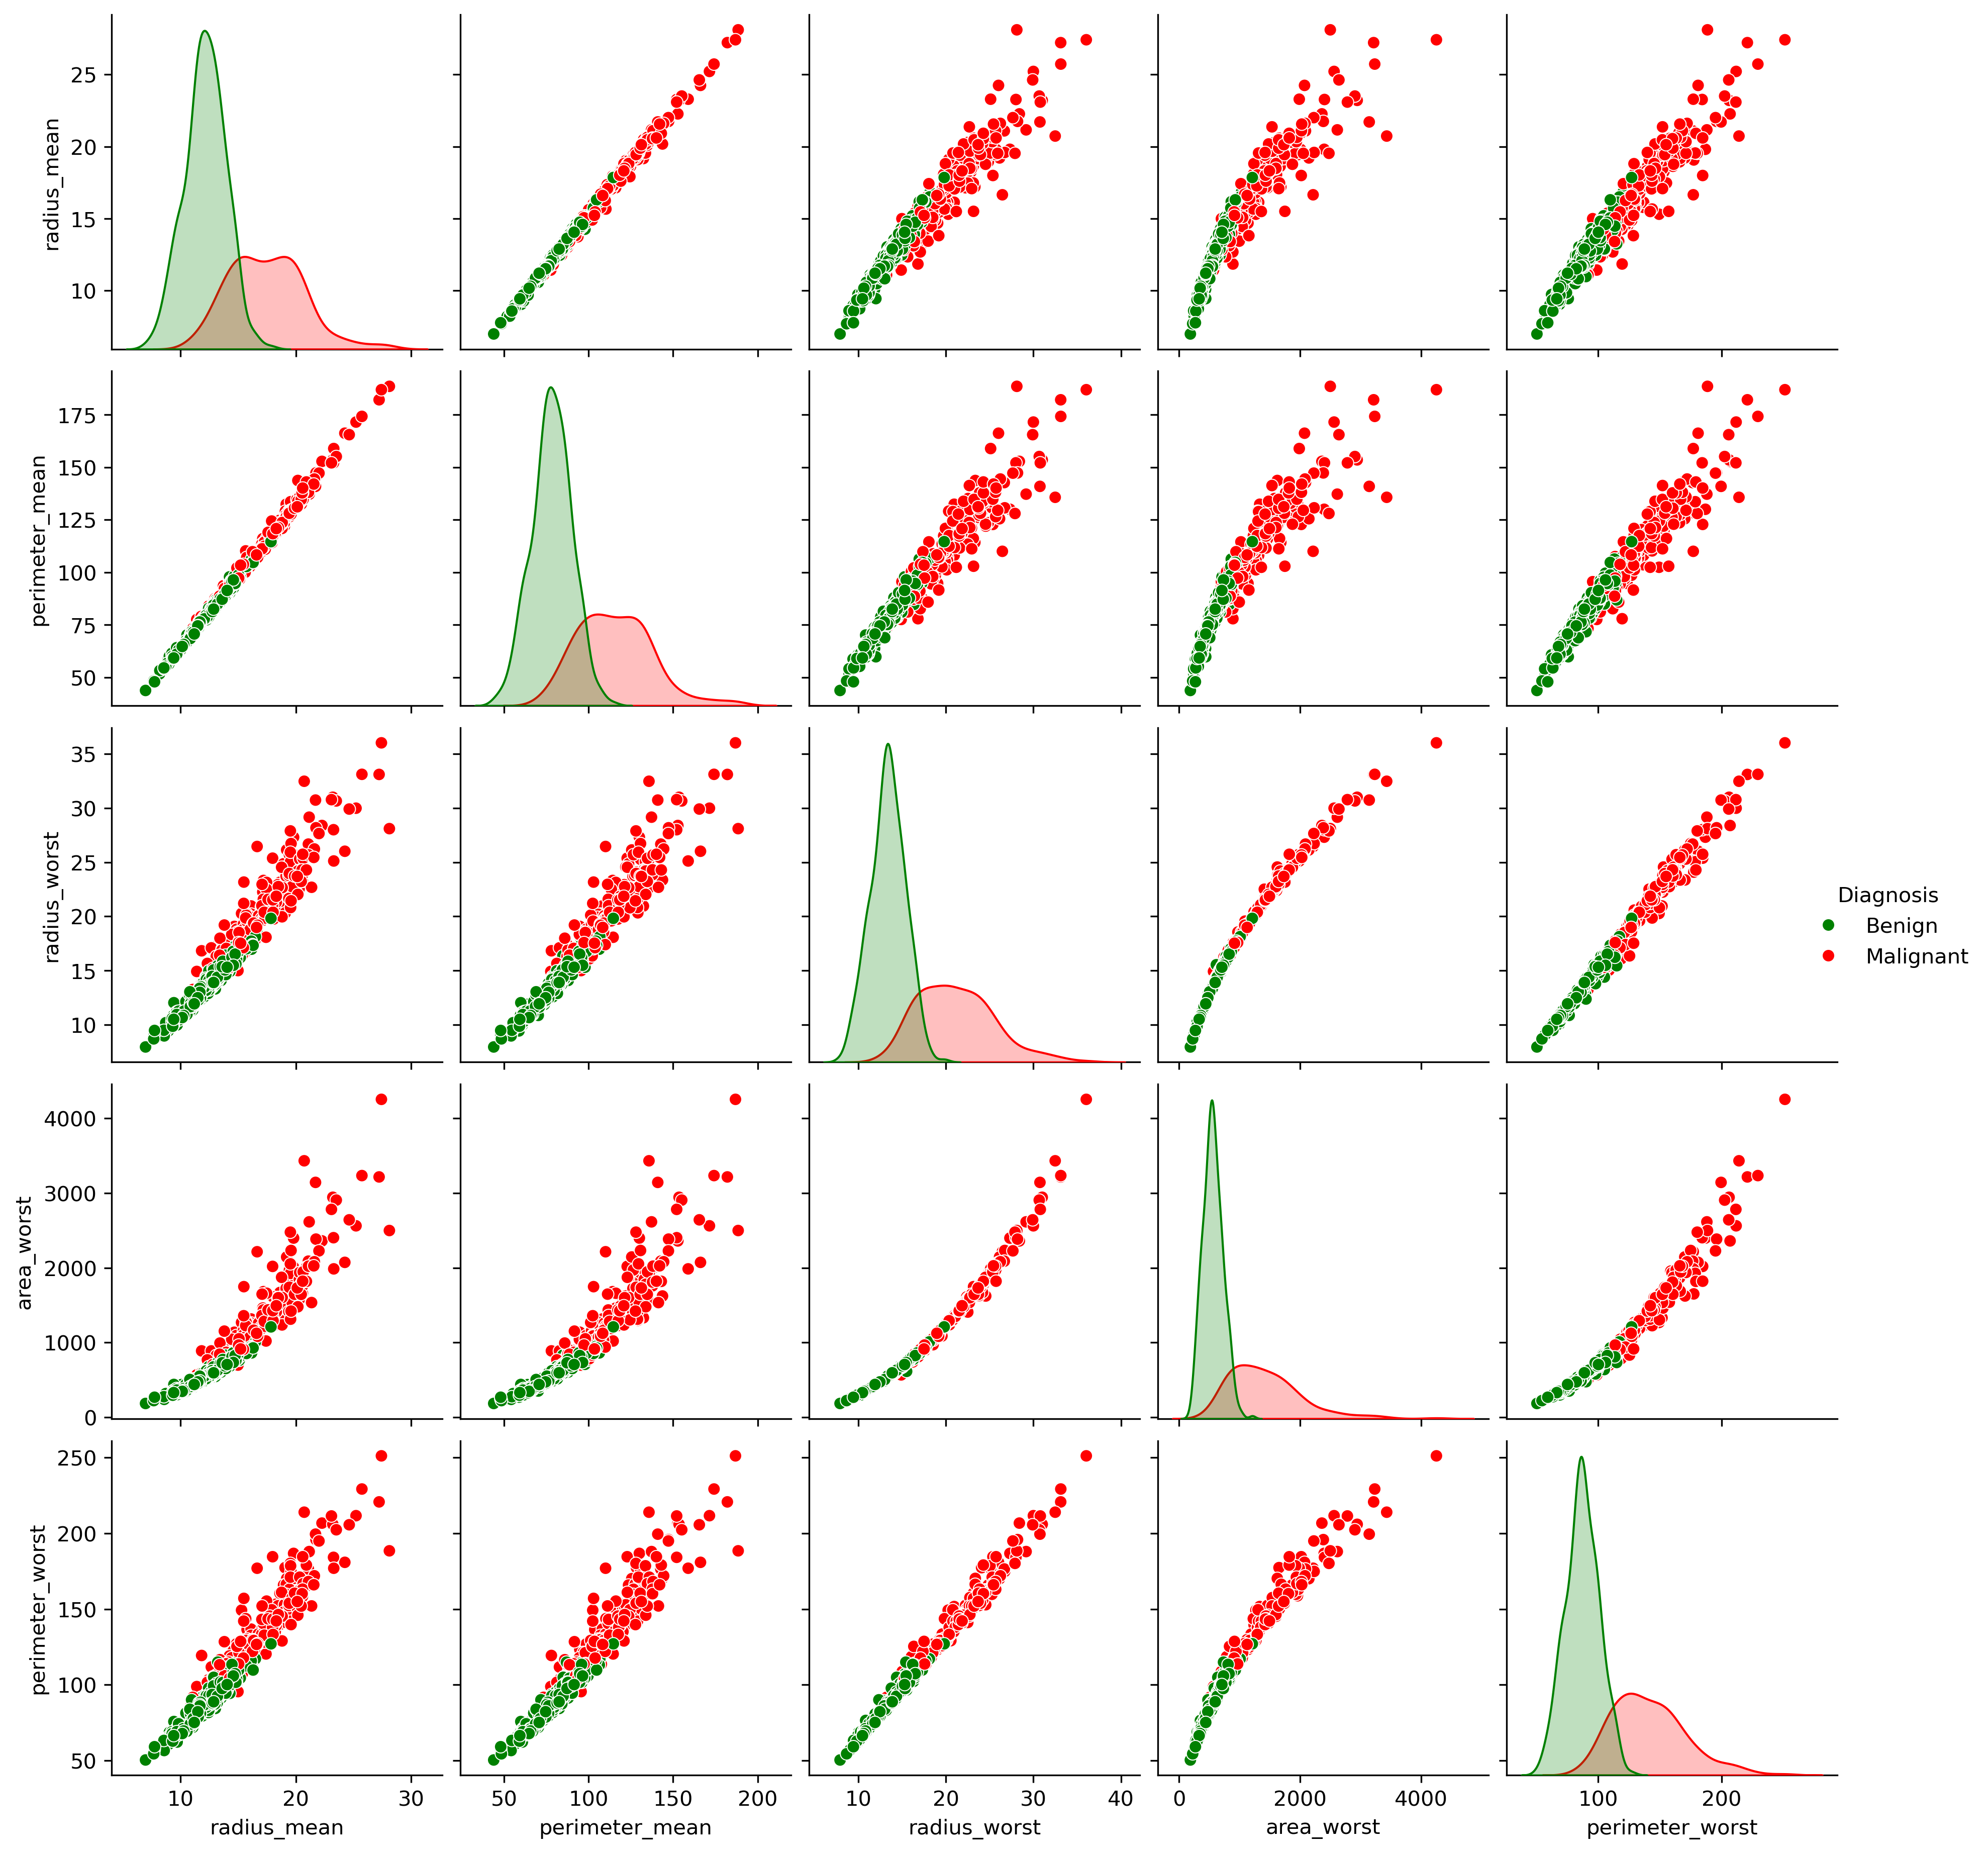 radius_mean
25
20
15
10
perimeter_mean
175
150
125
100
75
50
radius_worst
35
30
25
20
15
10
Diagnosis
Benign
Malignant
area_worst
4000
3000
2000
1000
0
perimeter_worst
250
200
150
100
50
10 20 30
50 100 150 200
10 20 30 40
0 2000 4000
100 200
radius_mean perimeter_mean radius_worst area_worst perimeter_worst